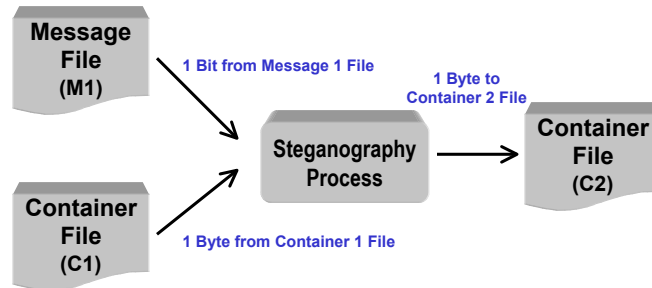 Message
File
(M1)
1 Bit from Message 1 File
1 Byte to
Container 2 File
Steganography
Process
Container
File
(C2)
Container
File
(C1)
1 Byte from Container 1 File